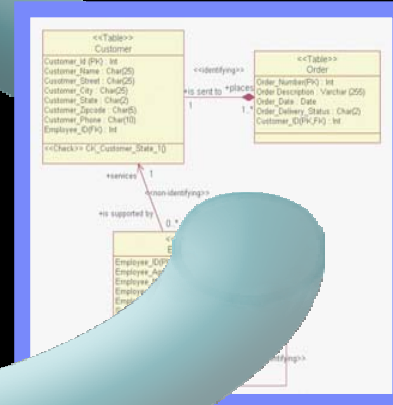 <<Table>>
Customer
Customer_Id (PK) : Int
Customer_Name : Char(25)
Customer_Street : Char(25)
Customer_City : Char(25)
Customer_State : Char(2)
Customer_Zipcode : Char(5)
Customer_Phone : Char(10)
Employee_ID(FK) : Int
<<Check>> CK_Customer_State_1()
<<identifying>>
+is sent to
+places
1
1..*
<<Table>>
Order
Order_Number(PK) : Int
Order Description : Varchar (255)
Order_Date : Date
Order_Delivery_Status : Char(2)
Customer_ID(PK,FK) : Int
+services
1
<<non-identifying>>
+is supported by
0..*
Employee_ID(P